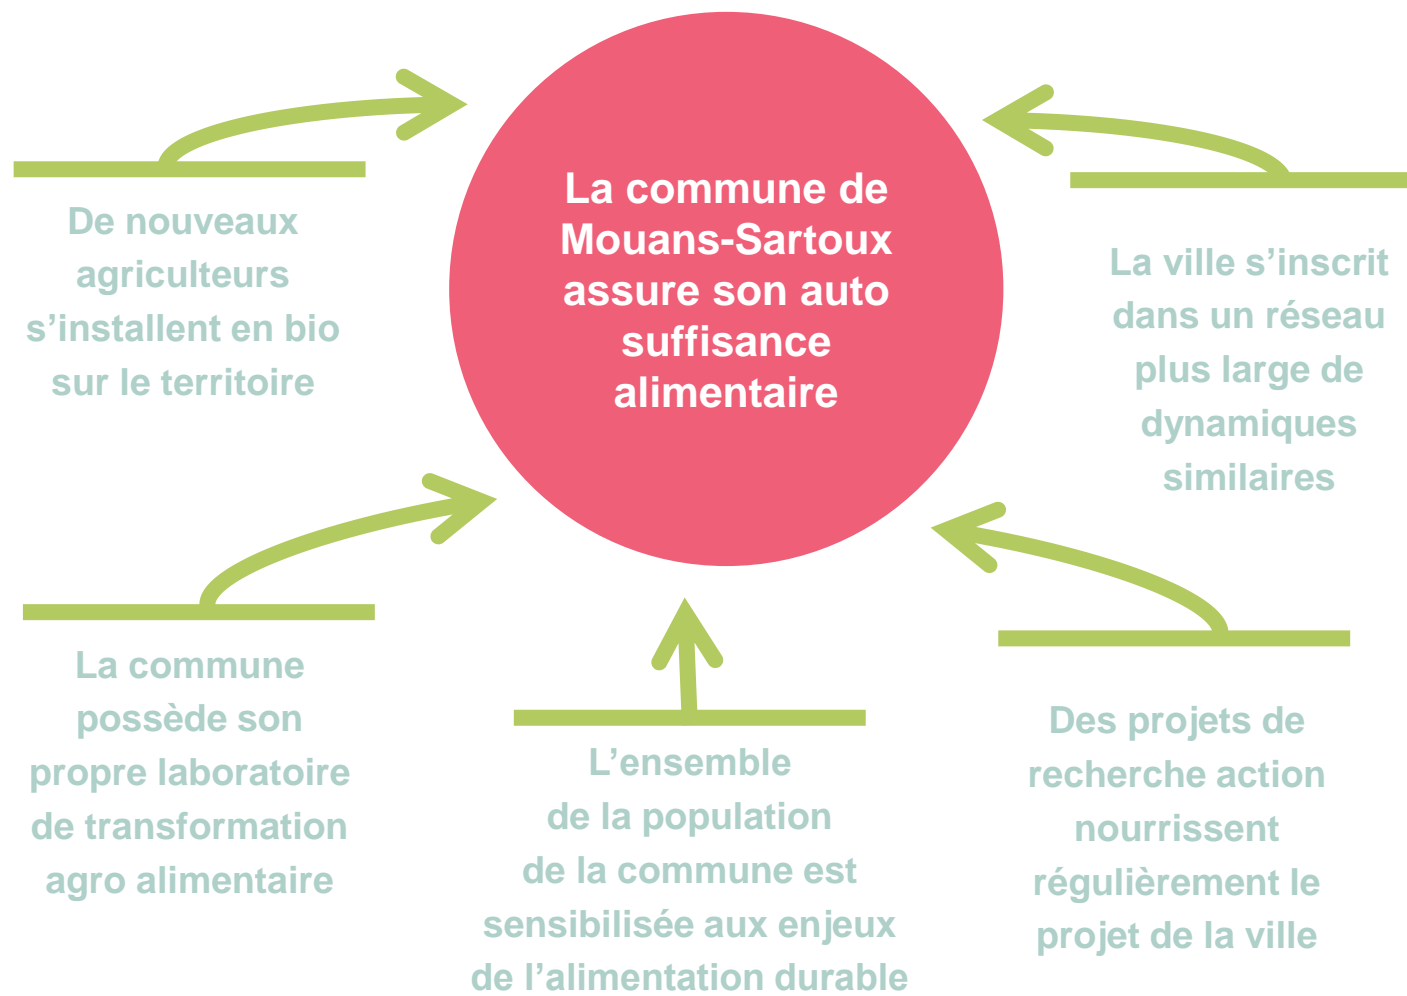 La commune de
Mouans-Sartoux
assure son auto
suffisance
alimentaire
De nouveaux
agriculteurs
s’installent en bio
sur le territoire
La ville s’inscrit
dans un réseau
plus large de
dynamiques
similaires
La commune
possède son
propre laboratoire
de transformation
agro alimentaire
L’ensemble
de la population
de la commune est
sensibilisée aux enjeux
de l’alimentation durable
Des projets de
recherche action
nourrissent
régulièrement le
projet de la ville